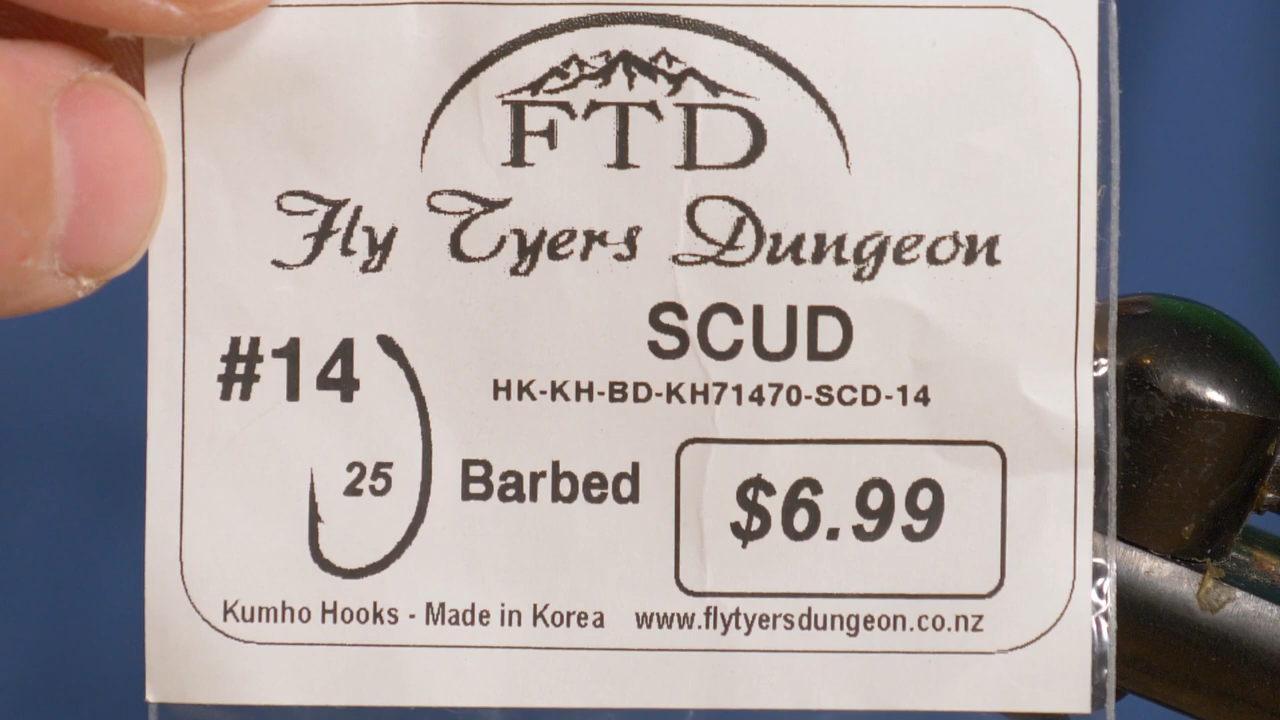 FTD
Fly Tyers Dungeon
SCUD
#14
HK-KH-BD-KH71470-SCD-14
25
Barbed
$6.99
Kumho Hooks - Made in Korea www.flytyersdungeon.co.nz